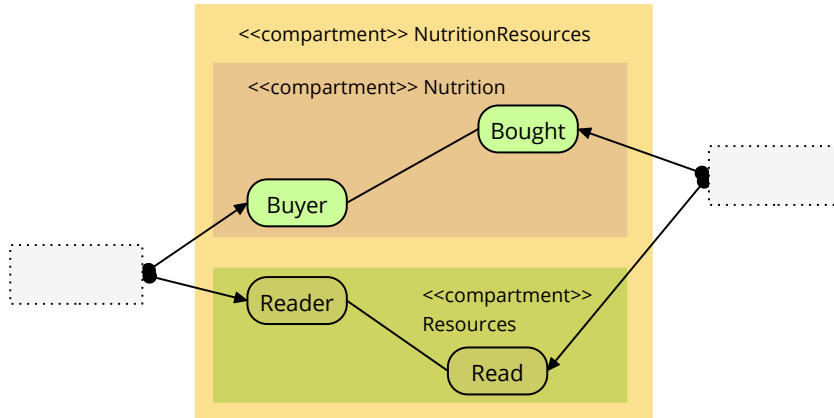 <<compartment>> NutritionResources
<<compartment>> Nutrition
Bought
Buyer
Reader
<<compartment>>
Resources
Read